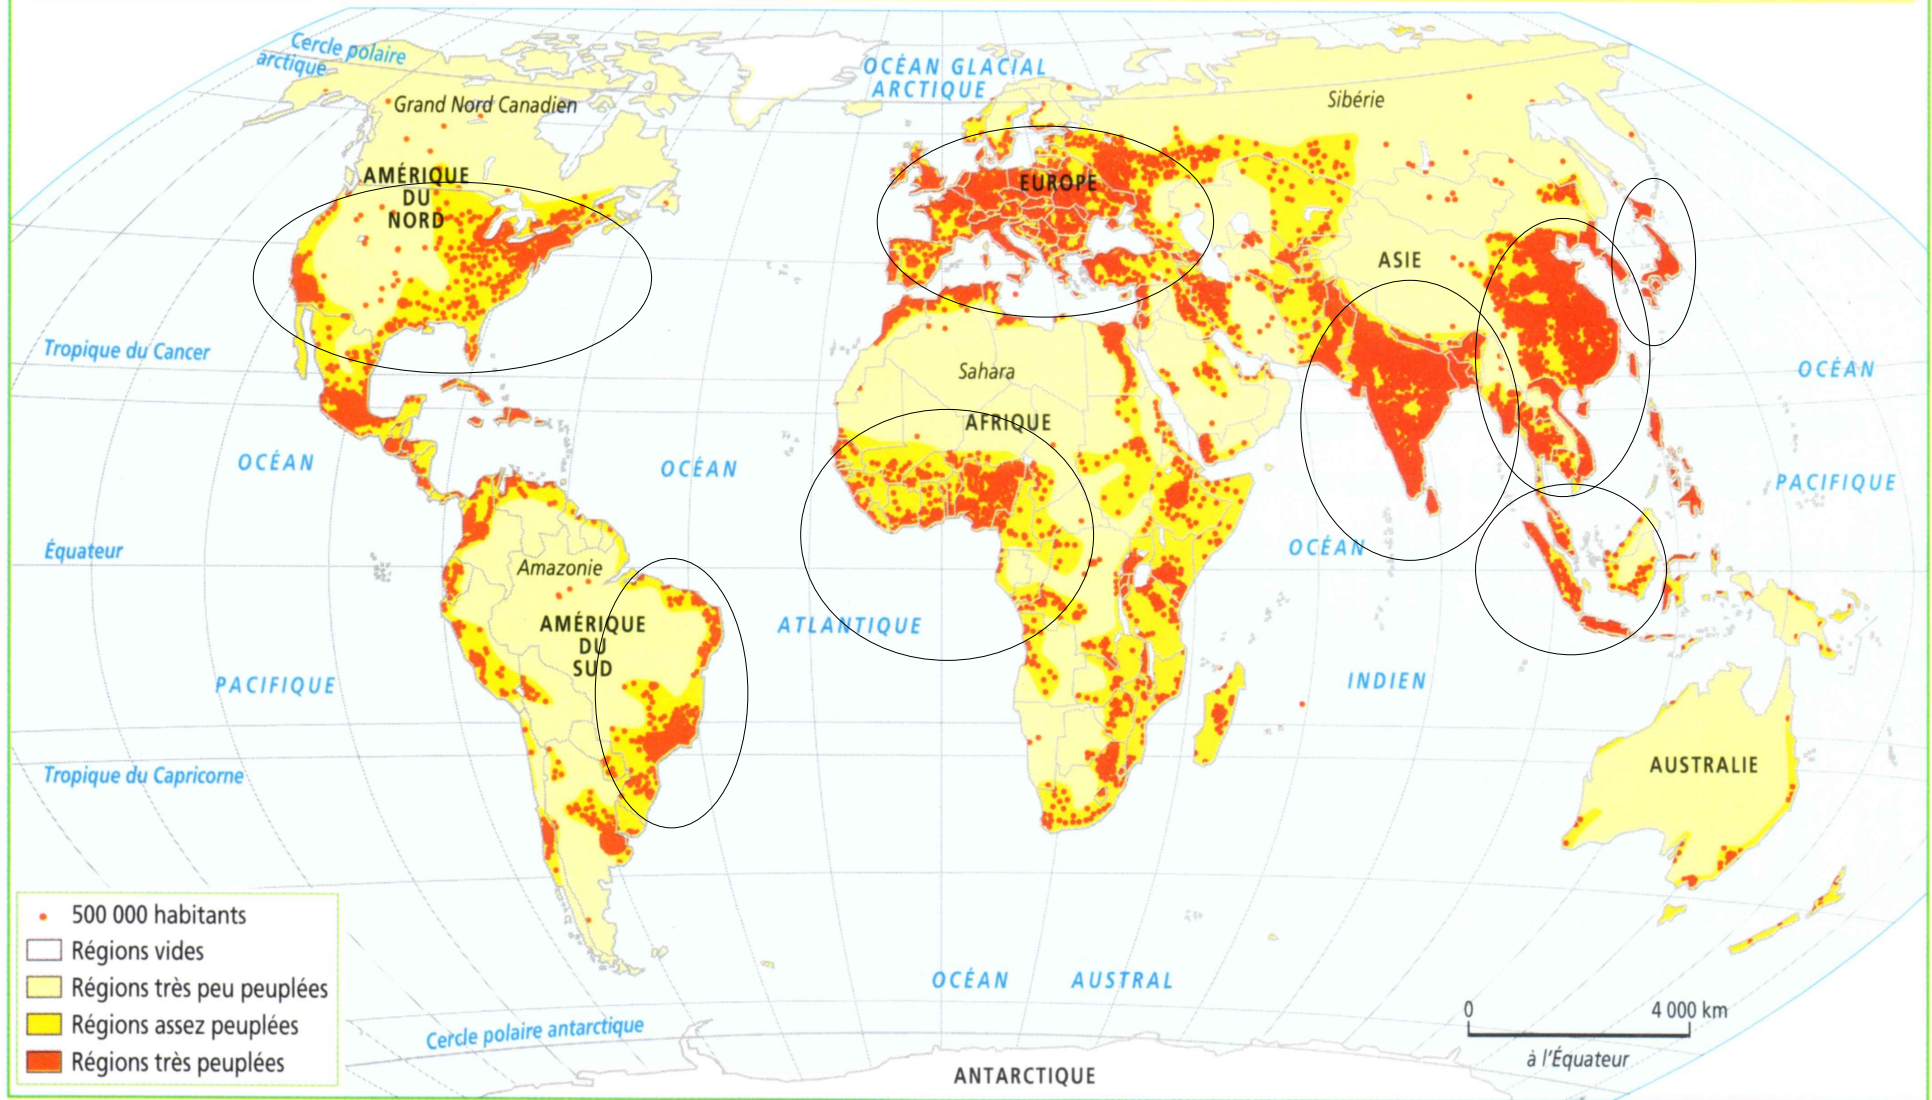 Cercle polaire
arctique
OCÉAN GLACIAL
ARCTIQUE
Grand Nord Canadien
Sibérie
AMÉRIQUE
DU
NORD
EUROPE
ASIE
Tropique du Cancer
Sahara
OCÉAN
AFRIQUE
OCÉAN
OCÉAN
PACIFIQUE
Équateur
OCÉAN
Amazonie
AMÉRIQUE
DU
SUD
ATLANTIQUE
PACIFIQUE
INDIEN
Tropique du Capricorne
AUSTRALIE
500 000 habitants
Régions vides
Régions très peu peuplées
Régions assez peuplées
Régions très peuplées
OCÉAN AUSTRAL
0 4 000 km
à l'Équateur
Cercle polaire antarctique
ANTARCTIQUE